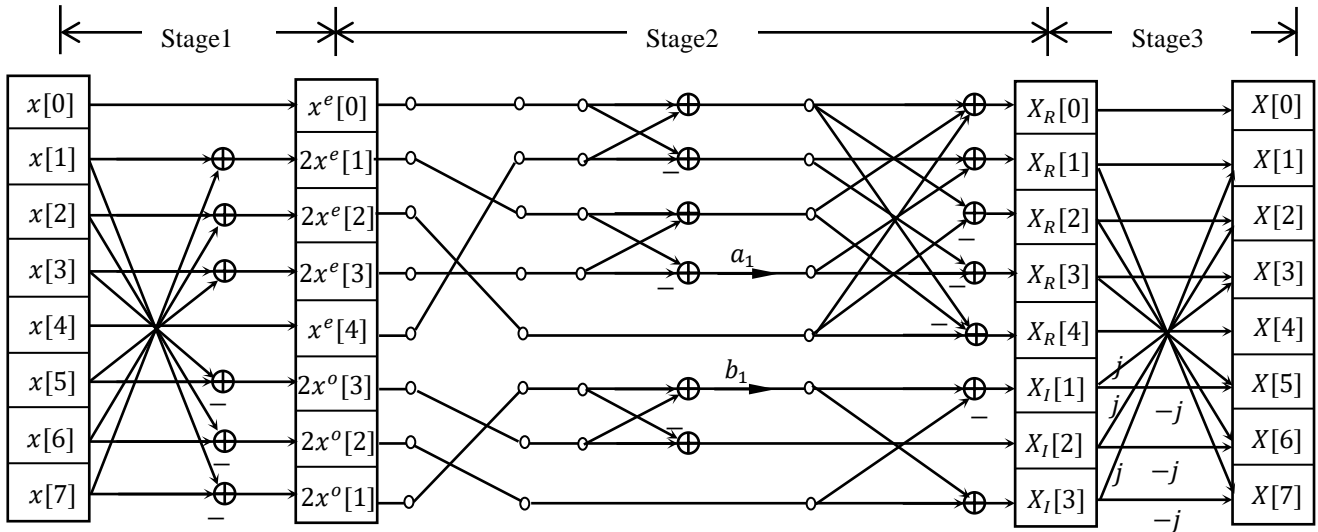 Stage1 Stage2 Stage3
x[0] x^e[0] X_R[0] X[0]
x[1] 2x^e[1] − X_R[1] X[1]
x[2] 2x^e[2] − X_R[2] X[2]
x[3] 2x^e[3] − a_1 − X_R[3] X[3]
x[4] x^e[4] − X_R[4] X[4]
x[5] − 2x^o[3] b_1 − X_I[1] j X[5]
x[6] − 2x^o[2] − X_I[2] j −j X[6]
x[7] − 2x^o[1] X_I[3] j −j −j X[7]